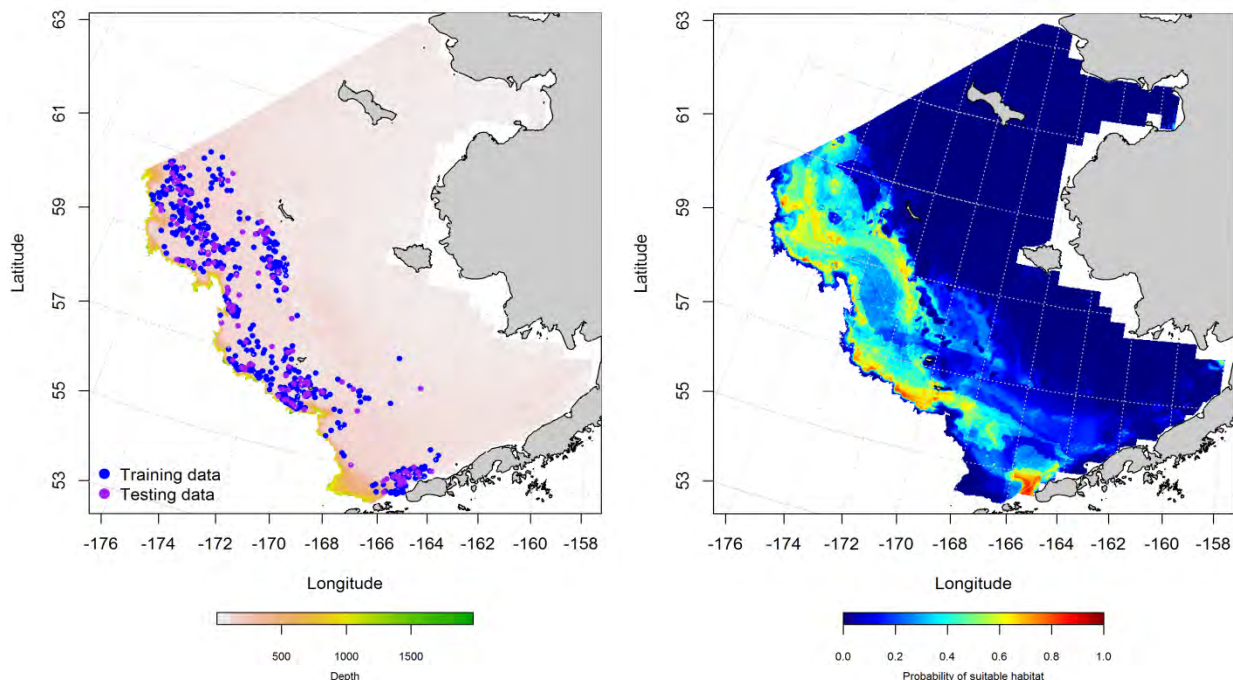 63
61
59
57
55
53
Latitude
Training data
Testing data
-176 -174 -172 -170 -168 -166 -164 -162 -160 -158
Longitude
500 1000 1500
Depth
63
61
59
57
55
53
Latitude
-176 -174 -172 -170 -168 -166 -164 -162 -160 -158
Longitude
0.0 0.2 0.4 0.6 0.8 1.0
Probability of suitable habitat